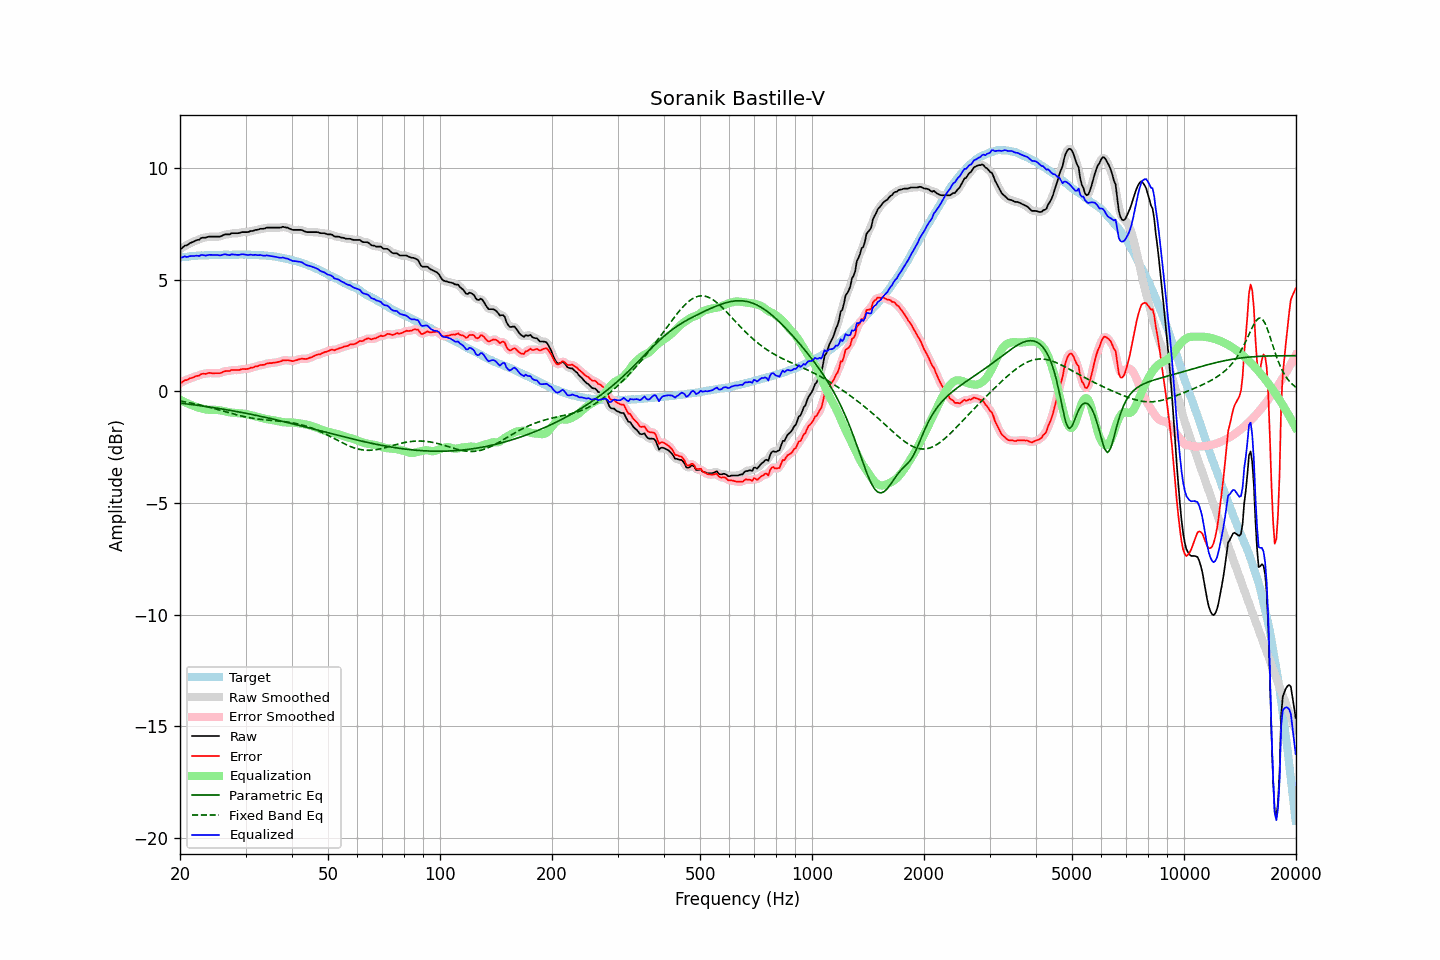 Soranik Bastille-V
10
5
0
−5
−10
−15
−20
Amplitude (dBr)
Target
Raw Smoothed
Error Smoothed
Raw
Error
Equalization
Parametric Eq
Fixed Band Eq
Equalized
20 50 100 200 500 1000 2000 5000 10000 20000
Frequency (Hz)